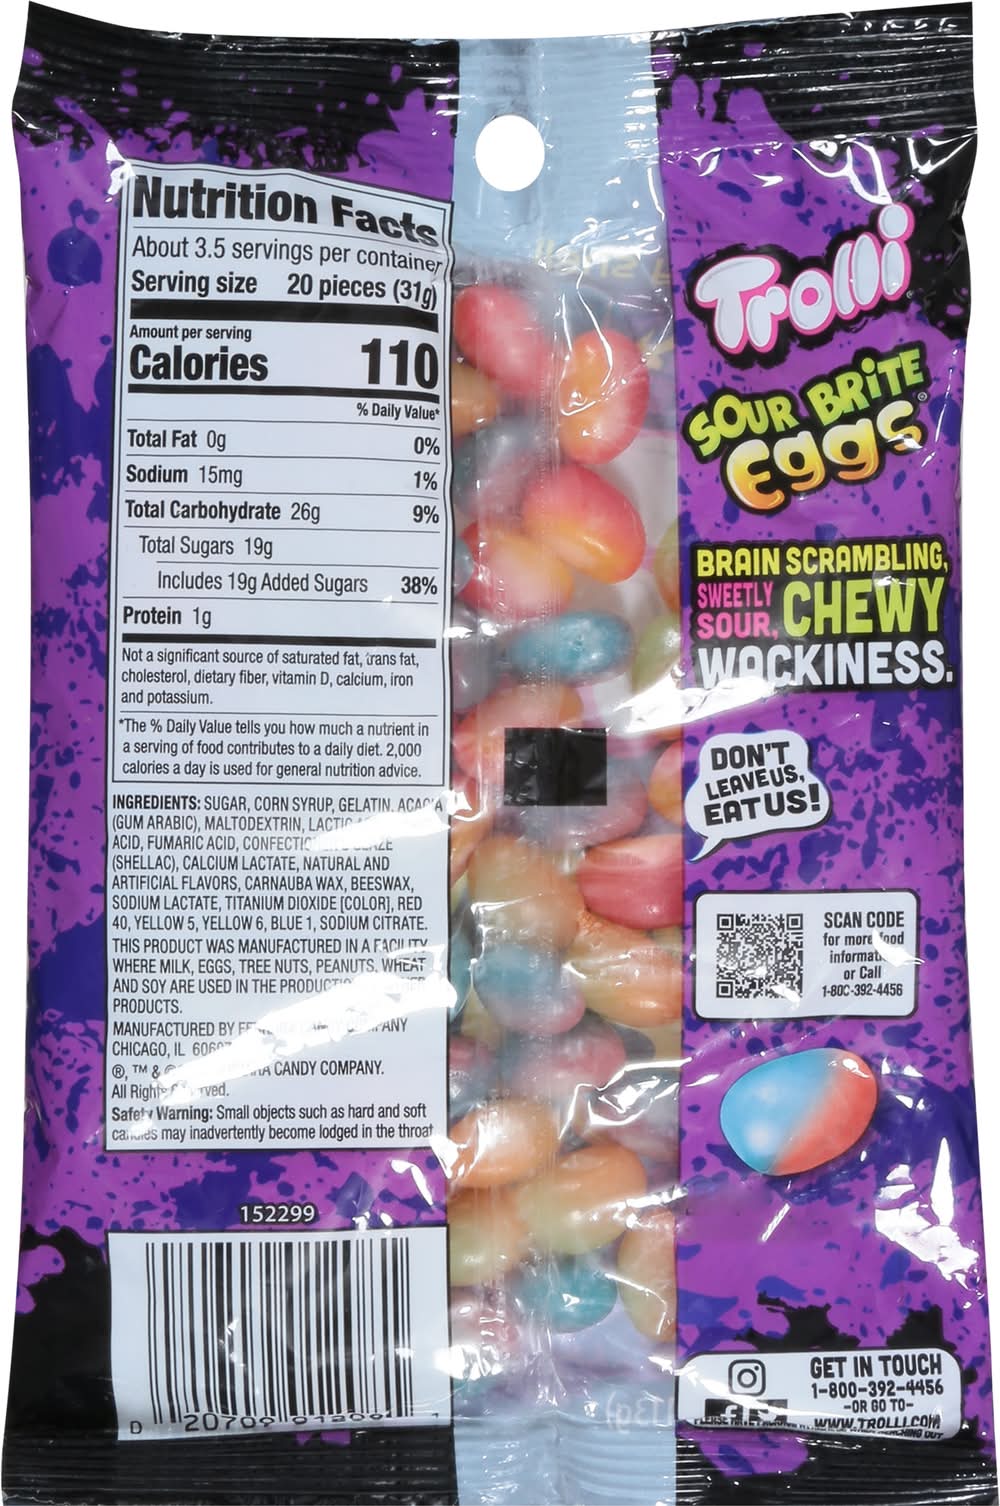 Nutrition Facts
About 3.5 servings per container
Serving size 20 pieces (31g)
Amount per serving
Calories 110
% Daily Value*
Total Fat 0g 0%
Sodium 15mg 1%
Total Carbohydrate 26g 9%
Total Sugars 19g
Includes 19g Added Sugars 38%
Protein 1g
Not a significant source of saturated fat, trans fat,
cholesterol, dietary fiber, vitamin D, calcium, iron
and potassium.
*The % Daily Value tells you how much a nutrient in
a serving of food contributes to a daily diet. 2,000
calories a day is used for general nutrition advice.
INGREDIENTS: SUGAR, CORN SYRUP, GELATIN, ACACIA
(GUM ARABIC), MALTODEXTRIN, LACTIC
ACID, FUMARIC ACID, GLAZE
(SHELLAC), CALCIUM LACTATE, NATURAL AND
ARTIFICIAL FLAVORS, CARNAUBA WAX, BEESWAX,
SODIUM LACTATE, TITANIUM DIOXIDE [COLOR], RED
40, YELLOW 5, YELLOW 6, BLUE 1, SODIUM CITRATE.
THIS PRODUCT WAS MANUFACTURED IN A FACILITY
WHERE MILK, EGGS, TREE NUTS, PEANUTS, WHEAT
AND SOY ARE USED IN THE
PRODUCTS.
MANUFACTURED BY
CHICAGO, IL
®, ™ & CANDY COMPANY.
All
Safety Warning: Small objects such as hard and soft
candies may inadvertently become lodged in the throat
152299
Trolli
SOUR BRITE
Eggs®
BRAIN SCRAMBLING,
SWEETLY
SOUR, CHEWY
WACKINESS.
DON'T
LEAVE US,
EAT US!
SCAN CODE
for more food
or Call
1-800-392-4456
GET IN TOUCH
1-800-392-4456
-OR GO TO-
WWW.TROLLI.COM